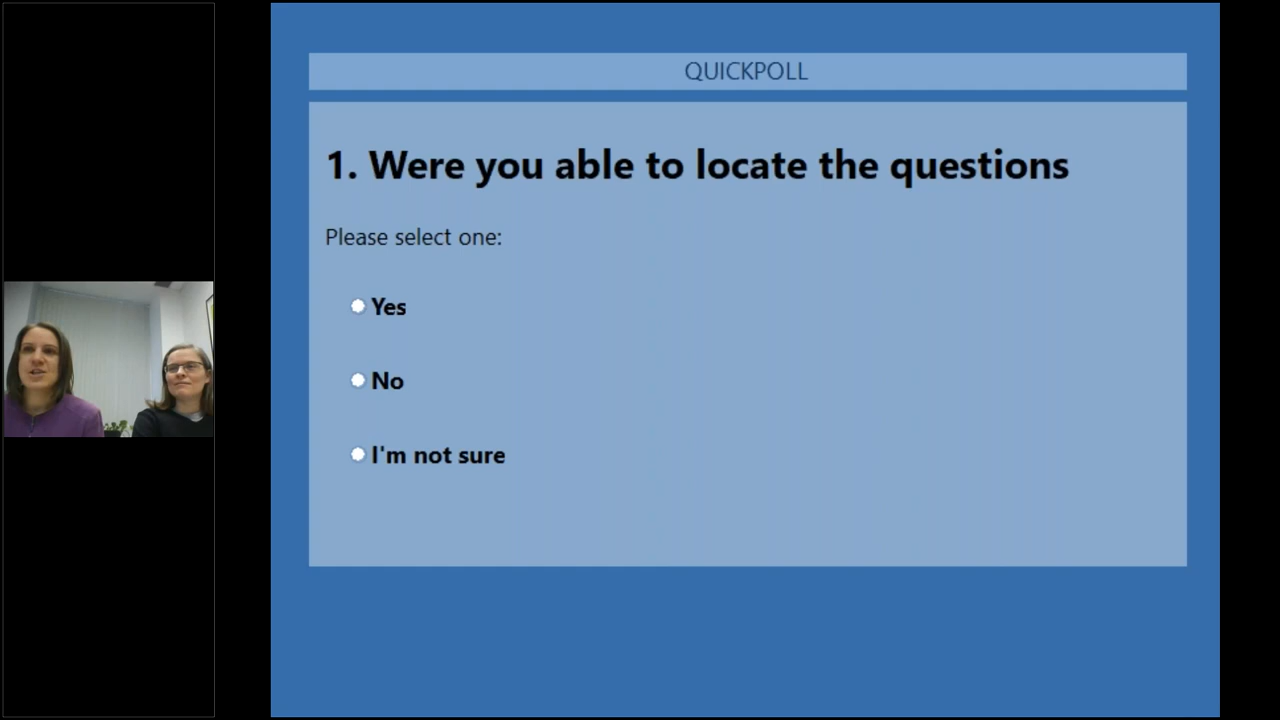 QUICKPOLL
1. Were you able to locate the questions
Please select one:
Yes
No
I'm not sure